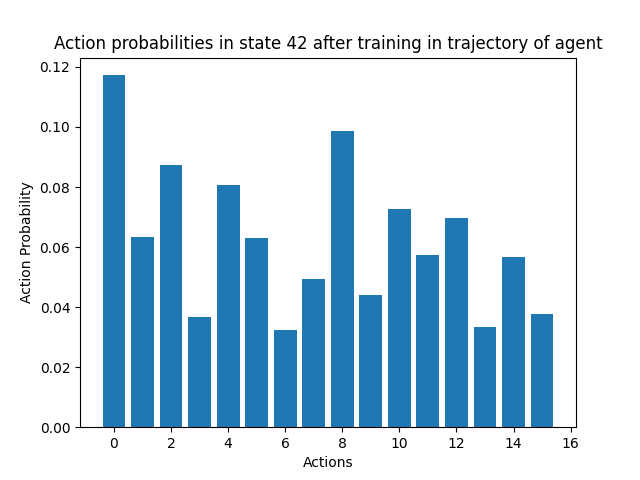 Action probabilities in state 42 after training in trajectory of agent
0.12
0.10
0.08
0.06
0.04
0.02
0.00
Action Probability
0 2 4 6 8 10 12 14 16
Actions